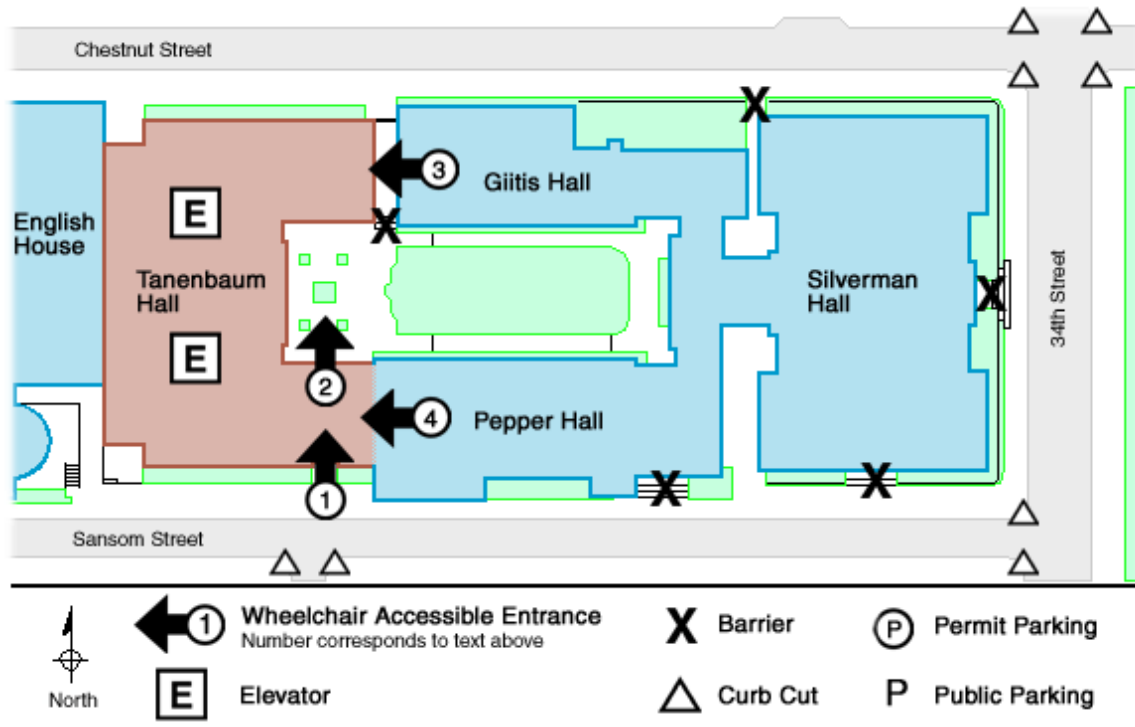 Chestnut Street
X
3
E
Giitis Hall
English
House
X
Tanenbaum
Hall
Silverman
Hall
X
34th Street
E
2
4
Pepper Hall
1
X
X
Sansom Street
1
Wheelchair Accessible Entrance
Number corresponds to text above
X
Barrier
P
Permit Parking
North
E
Elevator
Curb Cut
P
Public Parking